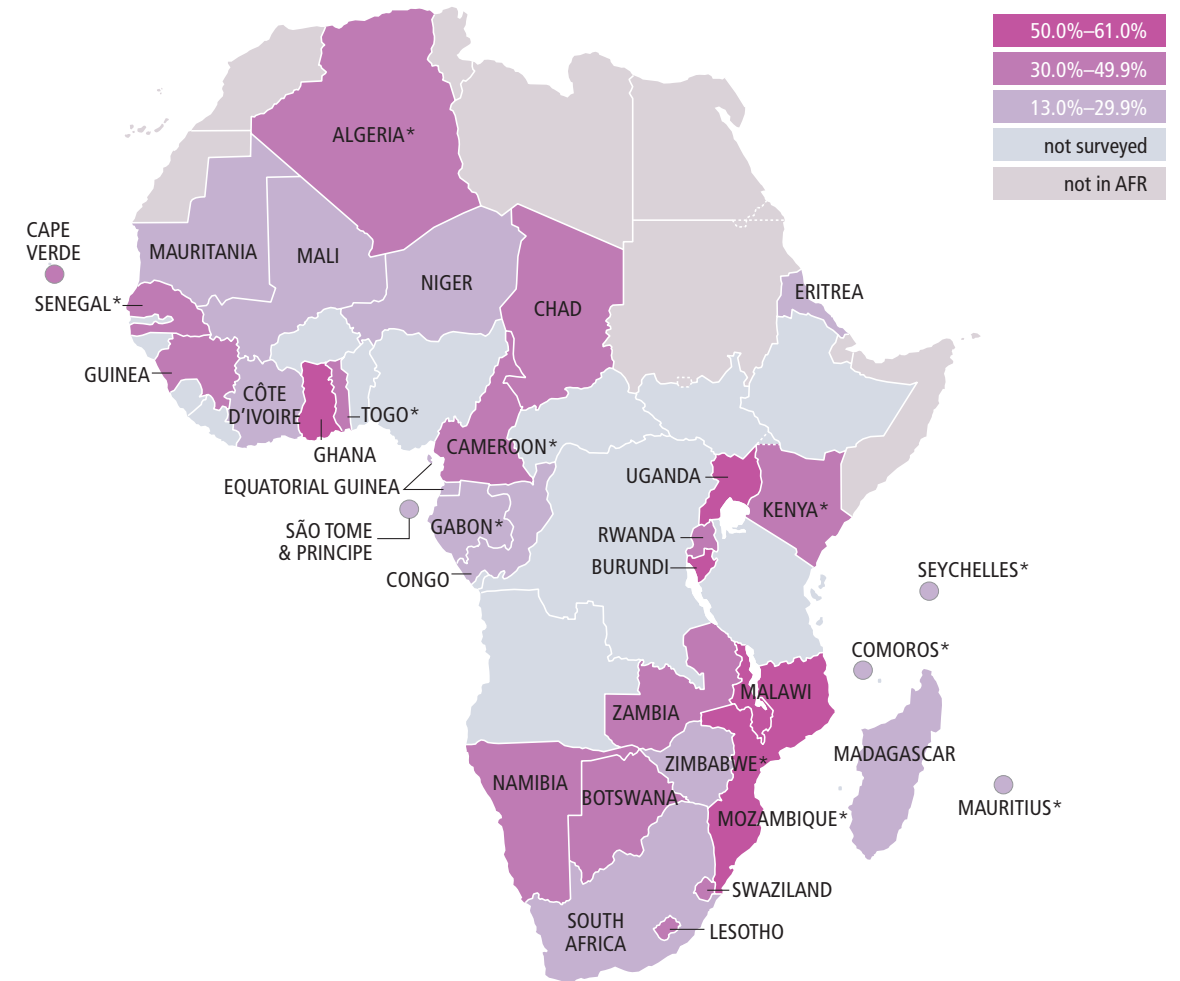 50.0%–61.0%
30.0%–49.9%
13.0%–29.9%
not surveyed
not in AFR
ALGERIA*
CAPE
VERDE
MAURITANIA
MALI
NIGER
CHAD
ERITREA
SENEGAL*
GUINEA
CÔTE
D'IVOIRE
TOGO*
GHANA
CAMEROON*
EQUATORIAL GUINEA
UGANDA
KENYA*
GABON*
SÃO TOME
& PRINCIPE
RWANDA
BURUNDI
CONGO
SEYCHELLES*
COMOROS*
MALAWI
ZAMBIA
MADAGASCAR
ZIMBABWE*
NAMIBIA
BOTSWANA
MAURITIUS*
MOZAMBIQUE*
SWAZILAND
SOUTH
AFRICA
LESOTHO